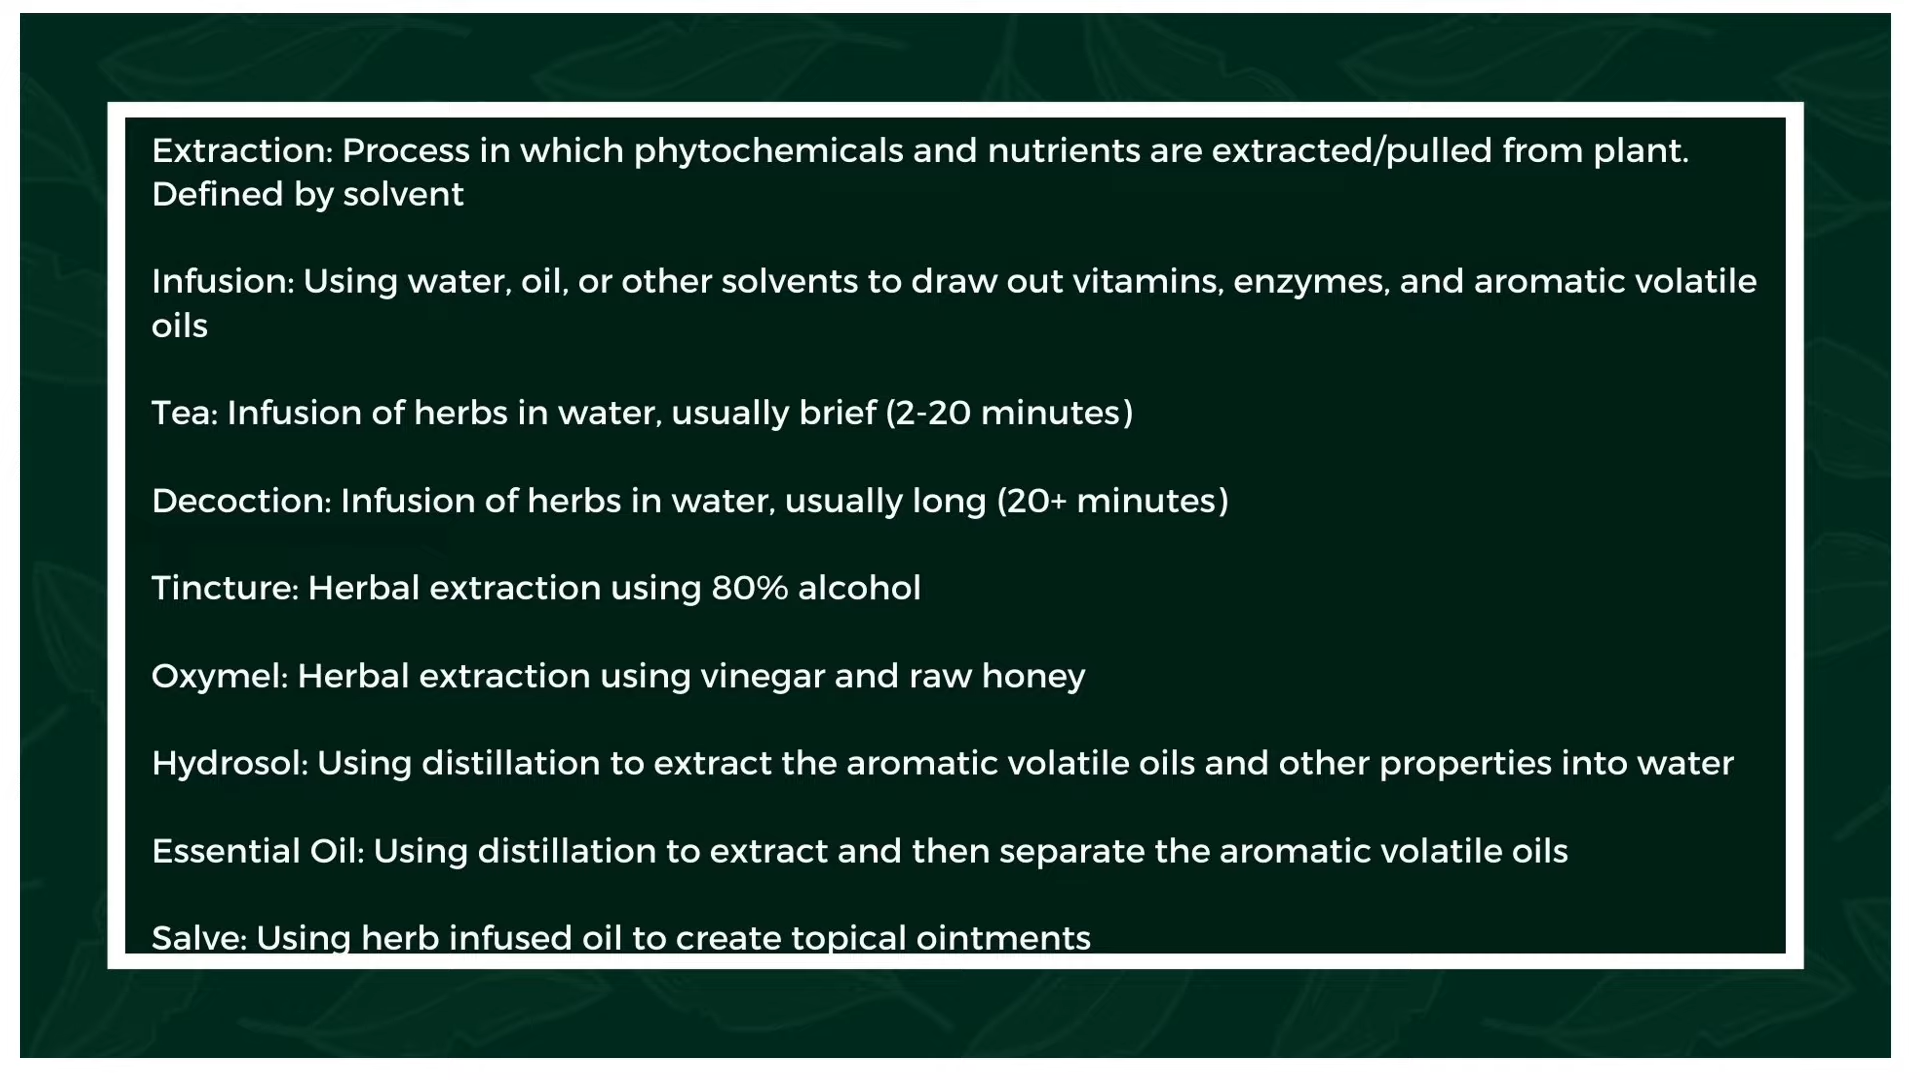 Extraction: Process in which phytochemicals and nutrients are extracted/pulled from plant.
Defined by solvent
Infusion: Using water, oil, or other solvents to draw out vitamins, enzymes, and aromatic volatile
oils
Tea: Infusion of herbs in water, usually brief (2-20 minutes)
Decoction: Infusion of herbs in water, usually long (20+ minutes)
Tincture: Herbal extraction using 80% alcohol
Oxymel: Herbal extraction using vinegar and raw honey
Hydrosol: Using distillation to extract the aromatic volatile oils and other properties into water
Essential Oil: Using distillation to extract and then separate the aromatic volatile oils
Salve: Using herb infused oil to create topical ointments